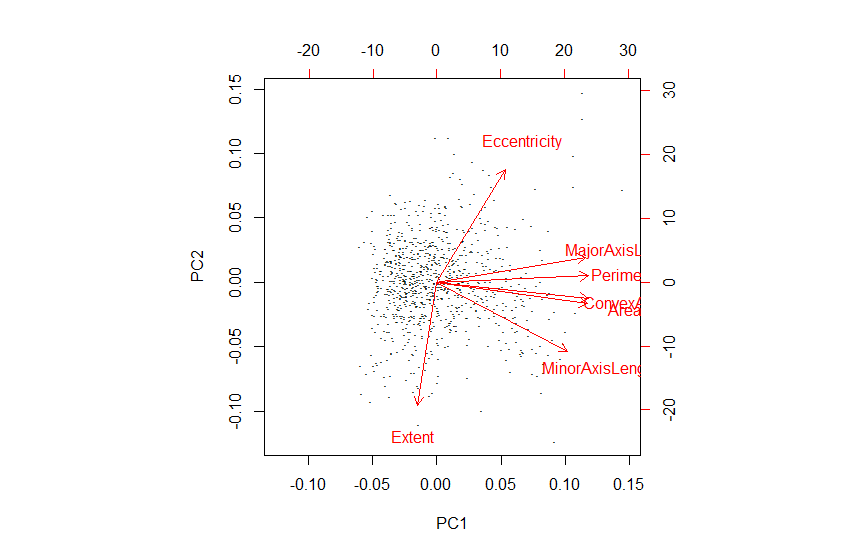 -20 -10 0 10 20 30
0.15
0.10
0.05
0.00
-0.05
-0.10
PC2
30
20
10
0
-10
-20
Eccentricity
MajorAxisL
Perime
ConvexA
Area
MinorAxisLeng
Extent
-0.10 -0.05 0.00 0.05 0.10 0.15
PC1